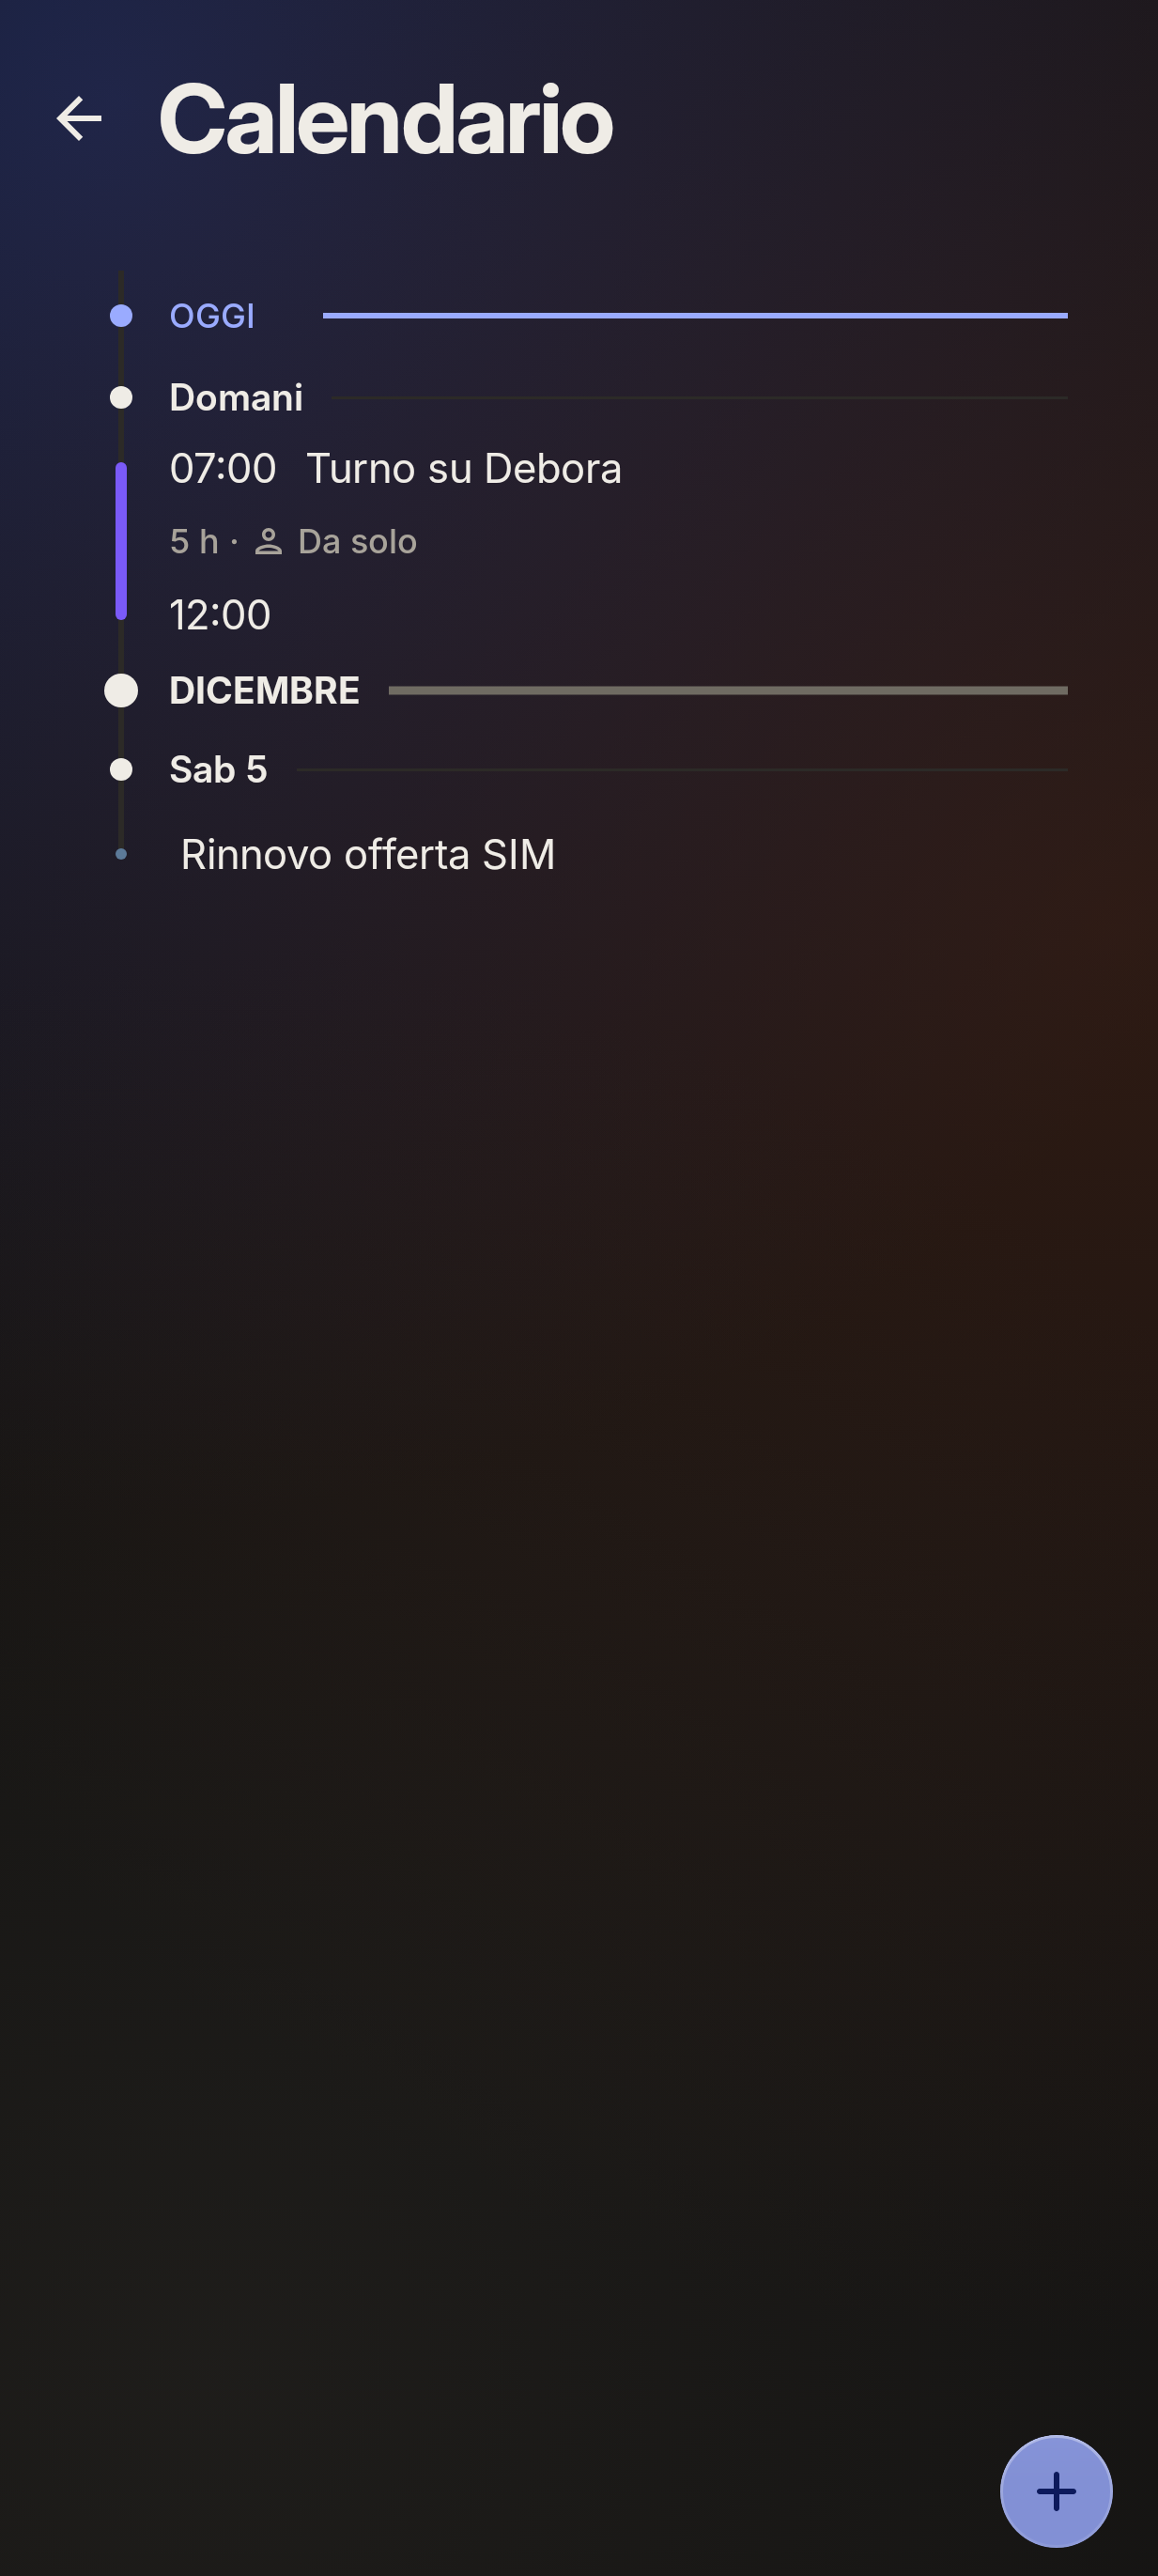 Calendario
OGGI
Domani
07:00 Turno su Debora
5 h · Da solo
12:00
DICEMBRE
Sab 5
Rinnovo offerta SIM